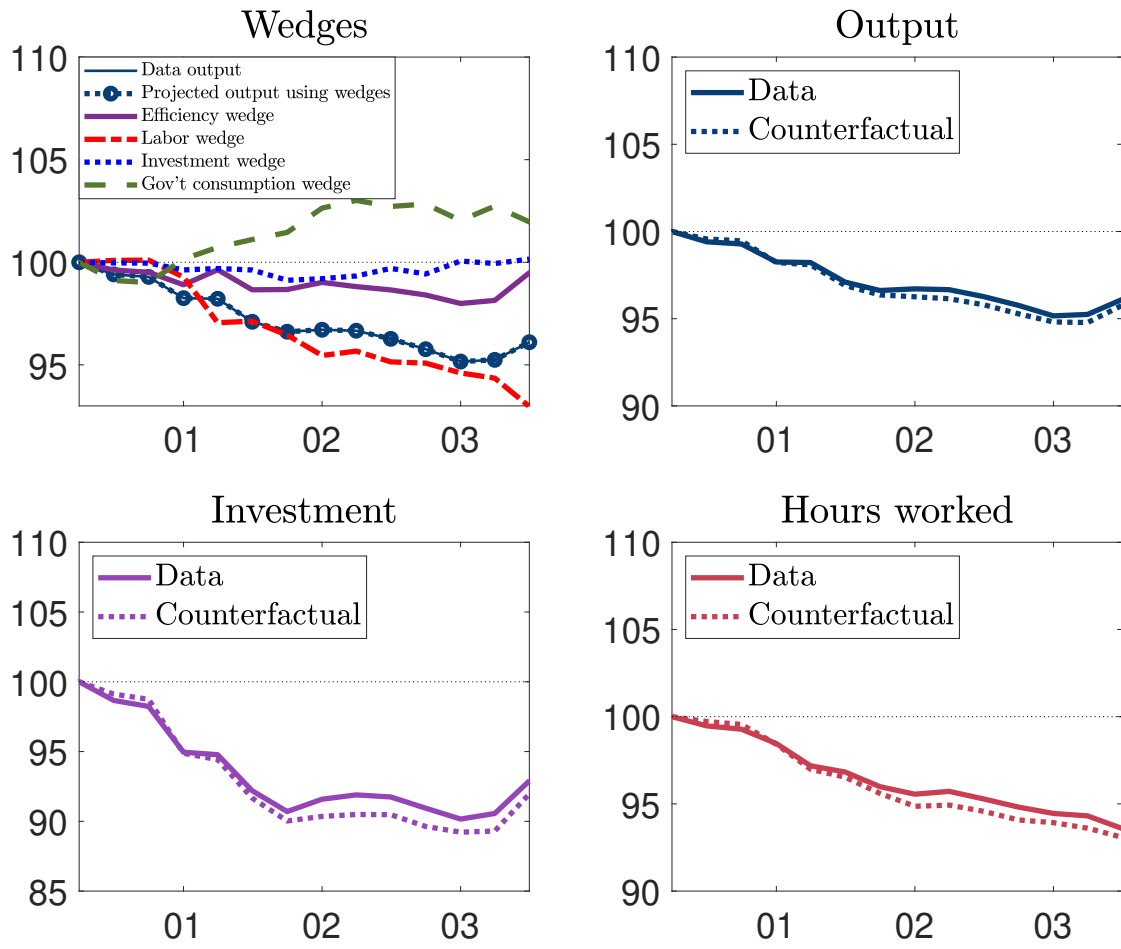 Wedges
110
105
100
95
Data output
Projected output using wedges
Efficiency wedge
Labor wedge
Investment wedge
Gov't consumption wedge
01 02 03
Output
110
105
100
95
90
Data
Counterfactual
01 02 03
Investment
110
105
100
95
90
85
Data
Counterfactual
01 02 03
Hours worked
110
105
100
95
90
Data
Counterfactual
01 02 03